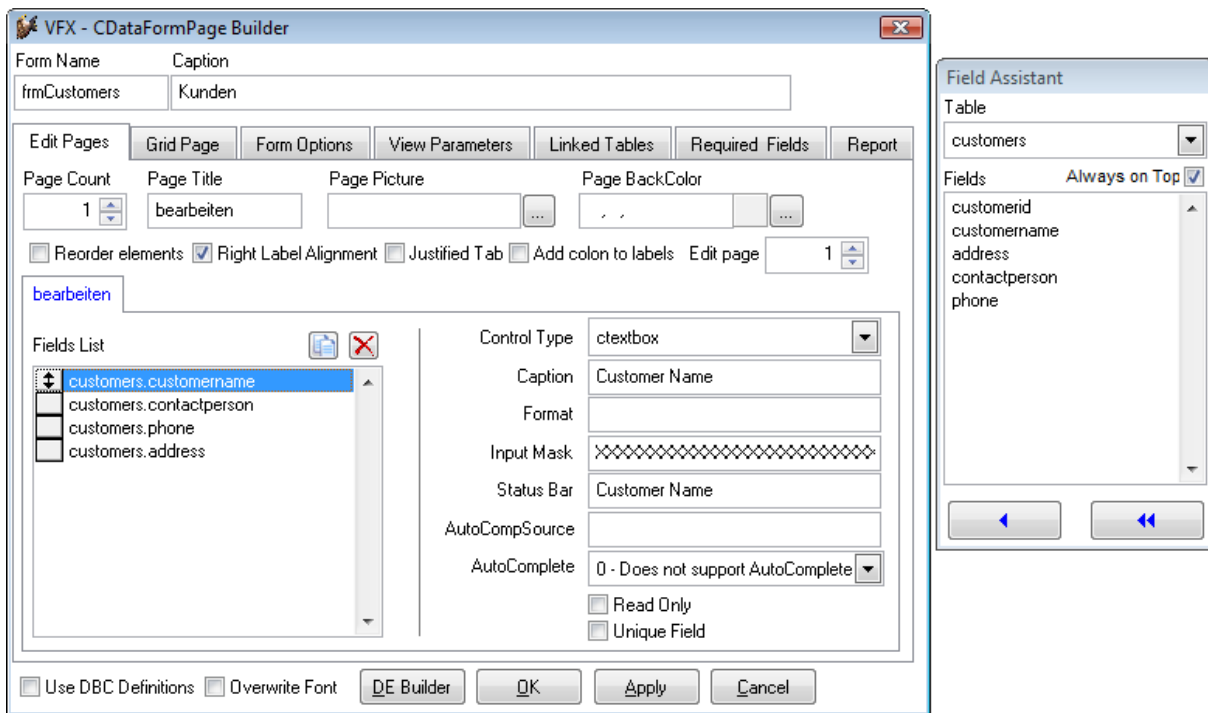 VFX - CDataFormPage Builder
Form Name Caption
frmCustomers Kunden
Edit Pages Grid Page Form Options View Parameters Linked Tables Required Fields Report
Page Count Page Title Page Picture Page BackColor
1 bearbeiten ... , , ...
Reorder elements Right Label Alignment Justified Tab Add colon to labels Edit page 1
bearbeiten
Fields List
customers.customername
customers.contactperson
customers.phone
customers.address
Control Type ctextbox
Caption Customer Name
Format
Input Mask
Status Bar Customer Name
AutoCompSource
AutoComplete 0 - Does not support AutoComplete
Read Only
Unique Field
Use DBC Definitions Overwrite Font DE Builder OK Apply Cancel
Field Assistant
Table
customers
Fields Always on Top
customerid
customername
address
contactperson
phone